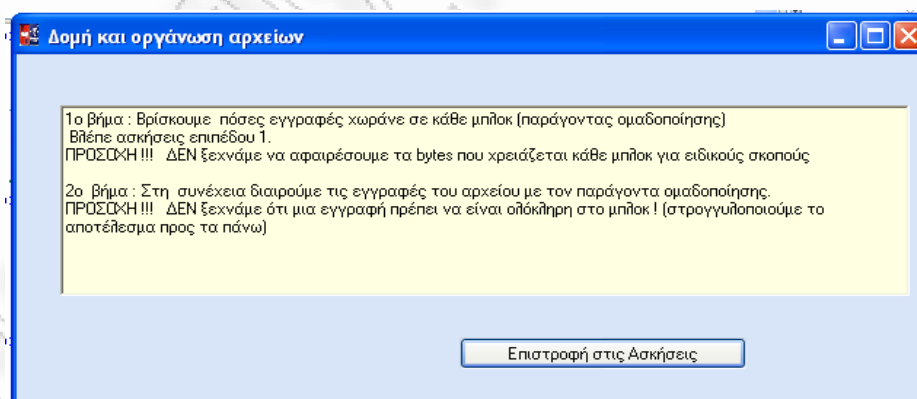 Δομή και οργάνωση αρχείων
1ο βήμα : Βρίσκουμε πόσες εγγραφές χωράνε σε κάθε μπλοκ (παράγοντας ομαδοποίησης)
Βλέπε ασκήσεις επιπέδου 1.
ΠΡΟΣΟΧΗ !!! ΔΕΝ ξεχνάμε να αφαιρέσουμε τα bytes που χρειάζεται κάθε μπλοκ για ειδικούς σκοπούς
2ο βήμα : Στη συνέχεια διαιρούμε τις εγγραφές του αρχείου με τον παράγοντα ομαδοποίησης.
ΠΡΟΣΟΧΗ !!! ΔΕΝ ξεχνάμε ότι μια εγγραφή πρέπει να είναι ολόκληρη στο μπλοκ ! (στρογγυλοποιούμε το
αποτέλεσμα προς τα πάνω)
Επιστροφή στις Ασκήσεις